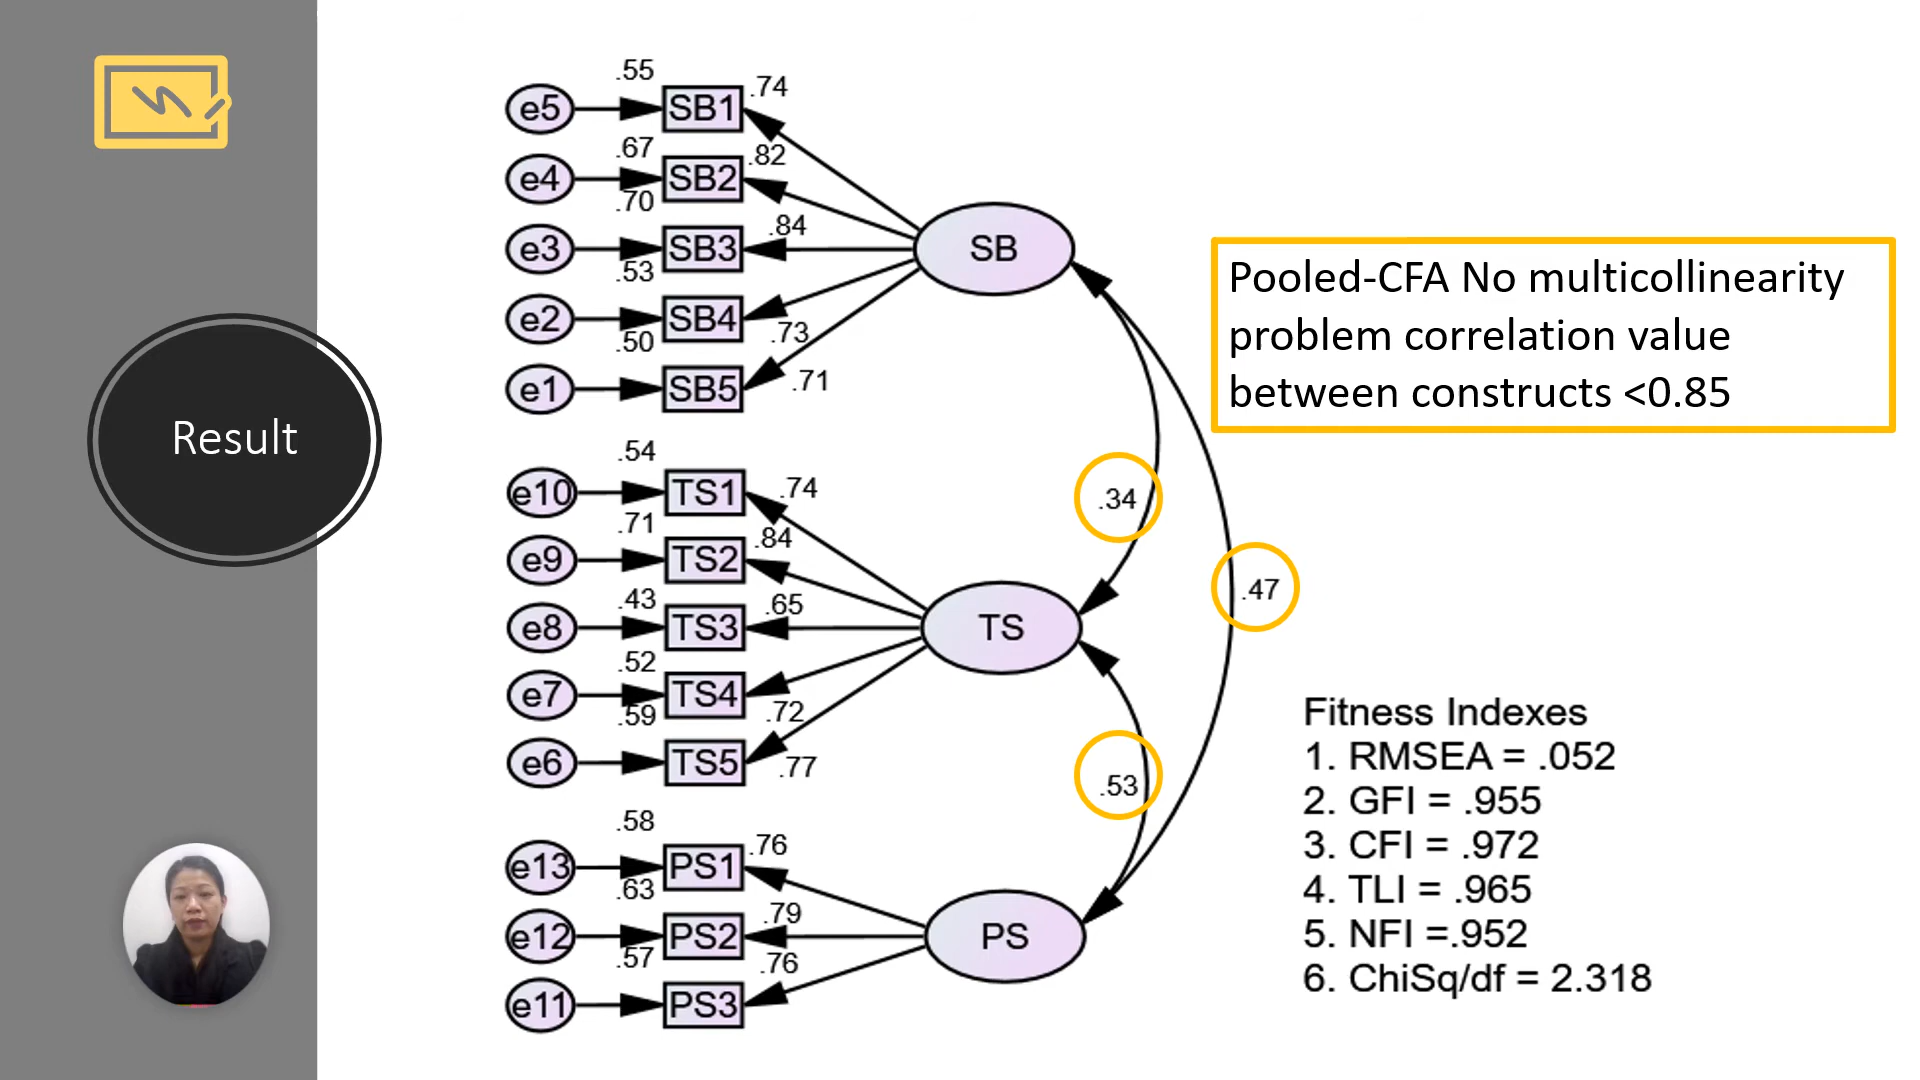 Result
.55
e5
SB1
.74
.67
e4
SB2
.82
.70
e3
SB3
.84
.53
e2
SB4
.73
.50
e1
SB5
.71
SB
.54
e10
TS1
.74
.71
e9
TS2
.84
.43
e8
TS3
.65
.52
e7
TS4
.72
.59
e6
TS5
.77
TS
.58
e13
PS1
.76
.63
e12
PS2
.79
.57
e11
PS3
.76
PS
.34
.47
.53
Pooled-CFA No multicollinearity
problem correlation value
between constructs <0.85
Fitness Indexes
1. RMSEA = .052
2. GFI = .955
3. CFI = .972
4. TLI = .965
5. NFI =.952
6. ChiSq/df = 2.318